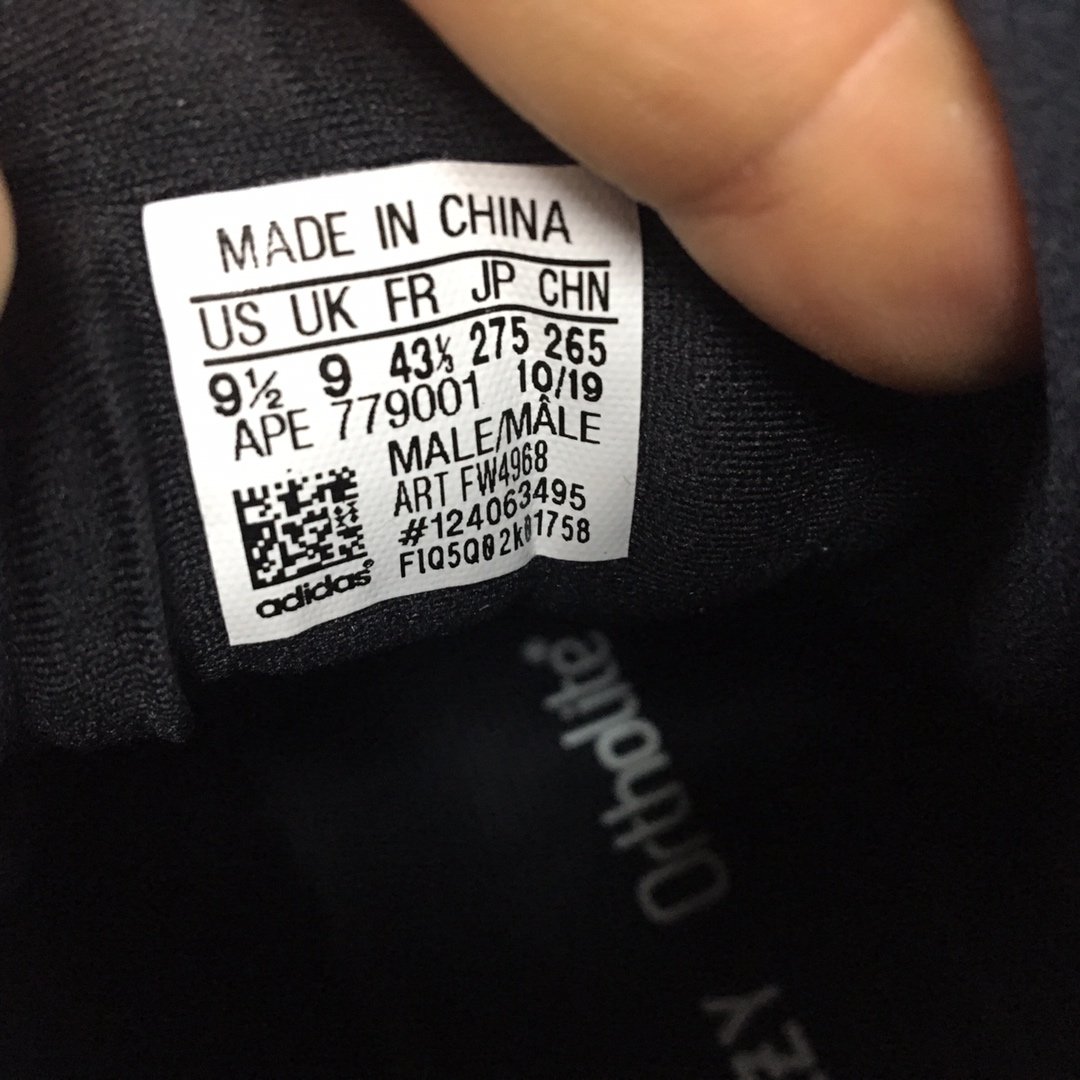 MADE IN CHINA
US UK FR JP CHN
9½ 9 43⅓ 275 265
APE 779001 10/19
MALE/MÂLE
ART FW4968
#124063495
F1Q5Q02k01758
adidas®
Ortholite®